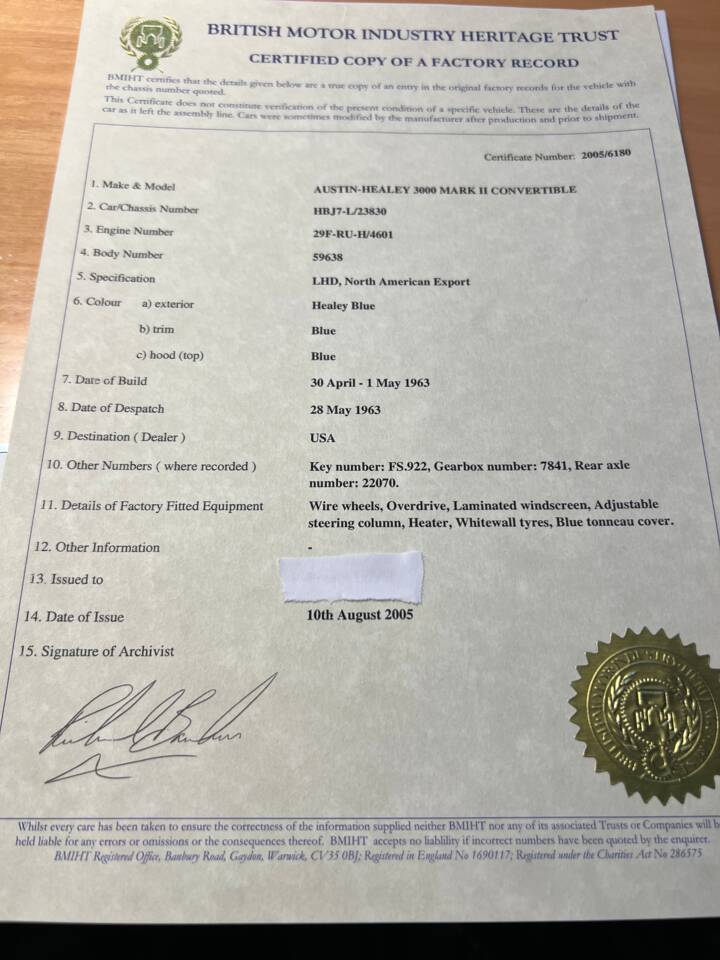 BRITISH MOTOR INDUSTRY HERITAGE TRUST
CERTIFIED COPY OF A FACTORY RECORD
BMIHT certifies that the details given below are a true copy of an entry in the original factory records for the vehicle with
the chassis number quoted.
This Certificate does not constitute verification of the present condition of a specific vehicle. These are the details of the
car as it left the assembly line. Cars were sometimes modified by the manufacturer after production and prior to shipment.
Certificate Number: 2005/6180
1. Make & Model AUSTIN-HEALEY 3000 MARK II CONVERTIBLE
2. Car/Chassis Number HBJ7-L/23830
3. Engine Number 29F-RU-H/4601
4. Body Number 59638
5. Specification LHD, North American Export
6. Colour a) exterior Healey Blue
b) trim Blue
c) hood (top) Blue
7. Date of Build 30 April - 1 May 1963
8. Date of Despatch 28 May 1963
9. Destination ( Dealer ) USA
10. Other Numbers ( where recorded ) Key number: FS.922, Gearbox number: 7841, Rear axle
number: 22070.
11. Details of Factory Fitted Equipment Wire wheels, Overdrive, Laminated windscreen, Adjustable
steering column, Heater, Whitewall tyres, Blue tonneau cover.
12. Other Information -
13. Issued to
14. Date of Issue 10th August 2005
15. Signature of Archivist
Whilst every care has been taken to ensure the correctness of the information supplied neither BMIHT nor any of its associated Trusts or Companies will b
held liable for any errors or omissions or the consequences thereof. BMIHT accepts no liablility if incorrect numbers have been quoted by the enquirer.
BMIHT Registered Office, Banbury Road, Gaydon, Warwick, CV35 0BJ; Registered in England No 1690117; Registered under the Charities Act No 286575